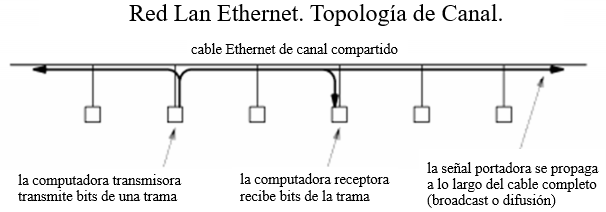 Red Lan Ethernet. Topología de Canal.
cable Ethernet de canal compartido
la computadora transmisora
transmite bits de una trama
la computadora receptora
recibe bits de la trama
la señal portadora se propaga
a lo largo del cable completo
(broadcast o difusión)